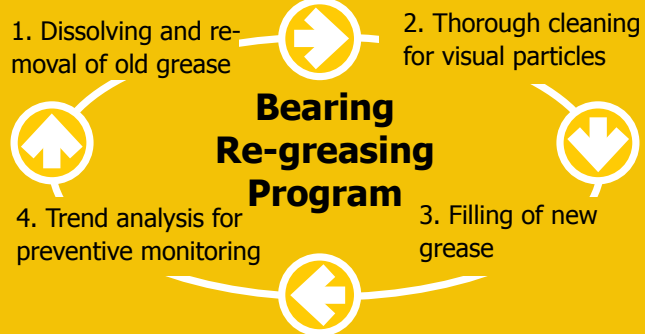 1. Dissolving and re-
moval of old grease
2. Thorough cleaning
for visual particles
Bearing
Re-greasing
Program
3. Filling of new
grease
4. Trend analysis for
preventive monitoring